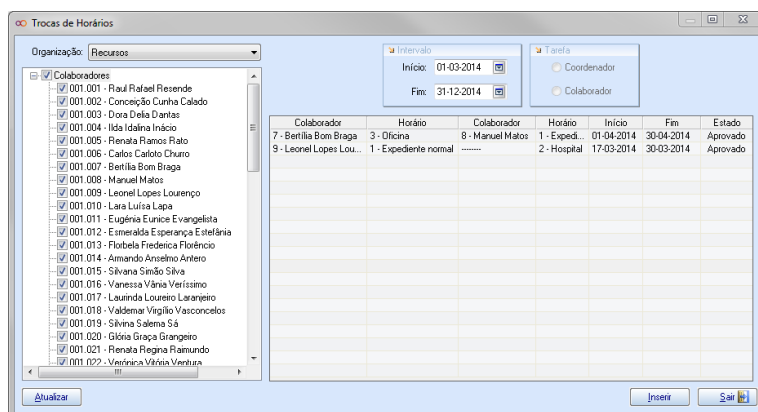 Trocas de Horários
Organização: Recursos
Colaboradores
001.001 - Raul Rafael Resende
001.002 - Conceição Cunha Calado
001.003 - Dora Delia Dantas
001.004 - Ilda Idalina Inácio
001.005 - Renata Ramos Rato
001.006 - Carlos Carloto Churro
001.007 - Bertília Bom Braga
001.008 - Manuel Matos
001.009 - Leonel Lopes Lourenço
001.010 - Lara Luísa Lapa
001.011 - Eugénia Eunice Evangelista
001.012 - Esmeralda Esperança Estefânia
001.013 - Florbela Frederica Florêncio
001.014 - Armando Anselmo Antero
001.015 - Silvana Simão Silva
001.016 - Vanessa Vânia Veríssimo
001.017 - Laurinda Loureiro Laranjeiro
001.018 - Valdemar Virgílio Vasconcelos
001.019 - Silvina Salema Sá
001.020 - Glória Graça Grangeiro
001.021 - Renata Regina Raimundo
001.022 - Verónica Vitória Ventura
Intervalo
Início: 01-03-2014
Fim: 31-12-2014
Tarefa
Coordenador
Colaborador
Colaborador Horário Colaborador Horário Início Fim Estado
7 - Bertília Bom Braga 3 - Oficina 8 - Manuel Matos 1 - Expedi... 01-04-2014 30-04-2014 Aprovado
9 - Leonel Lopes Lou... 1 - Expediente normal -------- 2 - Hospital 17-03-2014 30-03-2014 Aprovado
Atualizar
Inserir
Sair